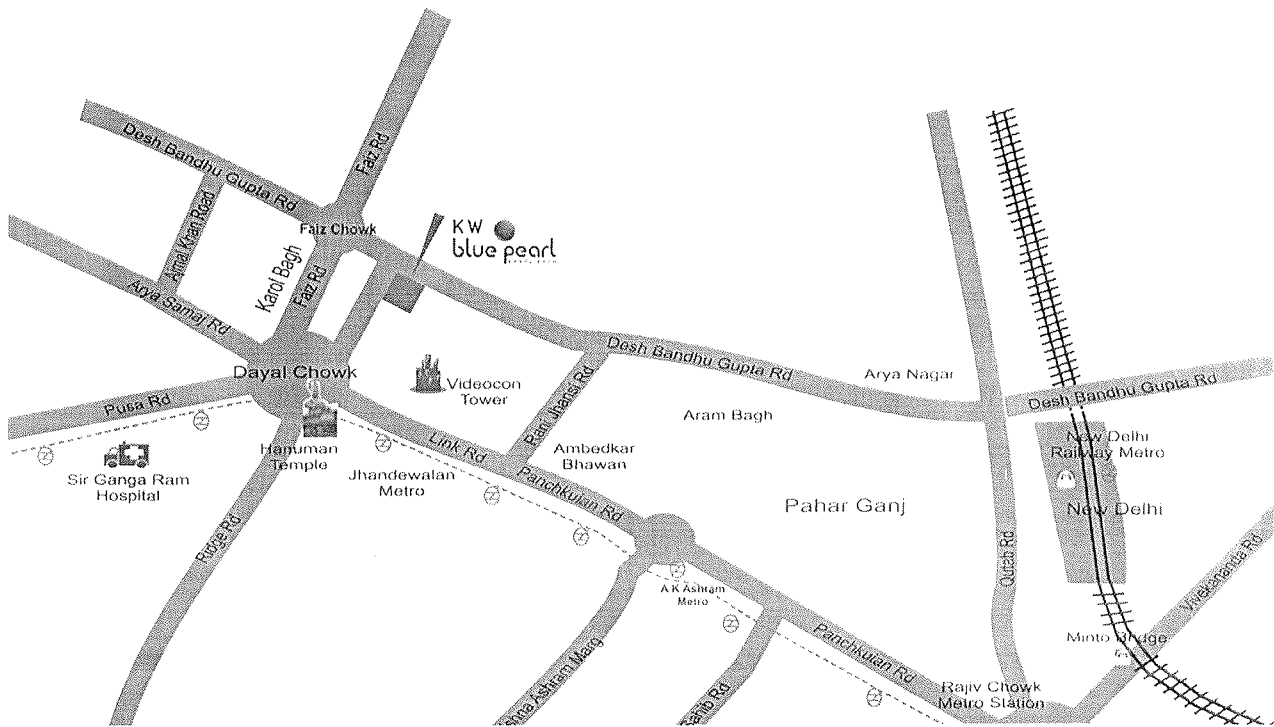 Desh Bandhu Gupta Rd
Faiz Rd
Ajmal Khan Road
Faiz Chowk
KW
blue pearl
Karol Bagh
Faiz Rd
Arya Samaj Rd
Dayal Chowk
Desh Bandhu Gupta Rd
Arya Nagar
Desh Bandhu Gupta Rd
Videocon
Tower
Rani Jhansi Rd
Aram Bagh
Pusa Rd
Hanuman
Temple
Link Rd
Ambedkar
Bhawan
New Delhi
Railway Metro
Sir Ganga Ram
Hospital
Jhandewalan
Metro
Panchkuian Rd
Pahar Ganj
New Delhi
Ridge Rd
Qutab Rd
Vivekananda Rd
A K Ashram
Metro
Minto Bridge
Panchkuian Rd
shna Ashram Marg
Rajiv Chowk
Metro Station